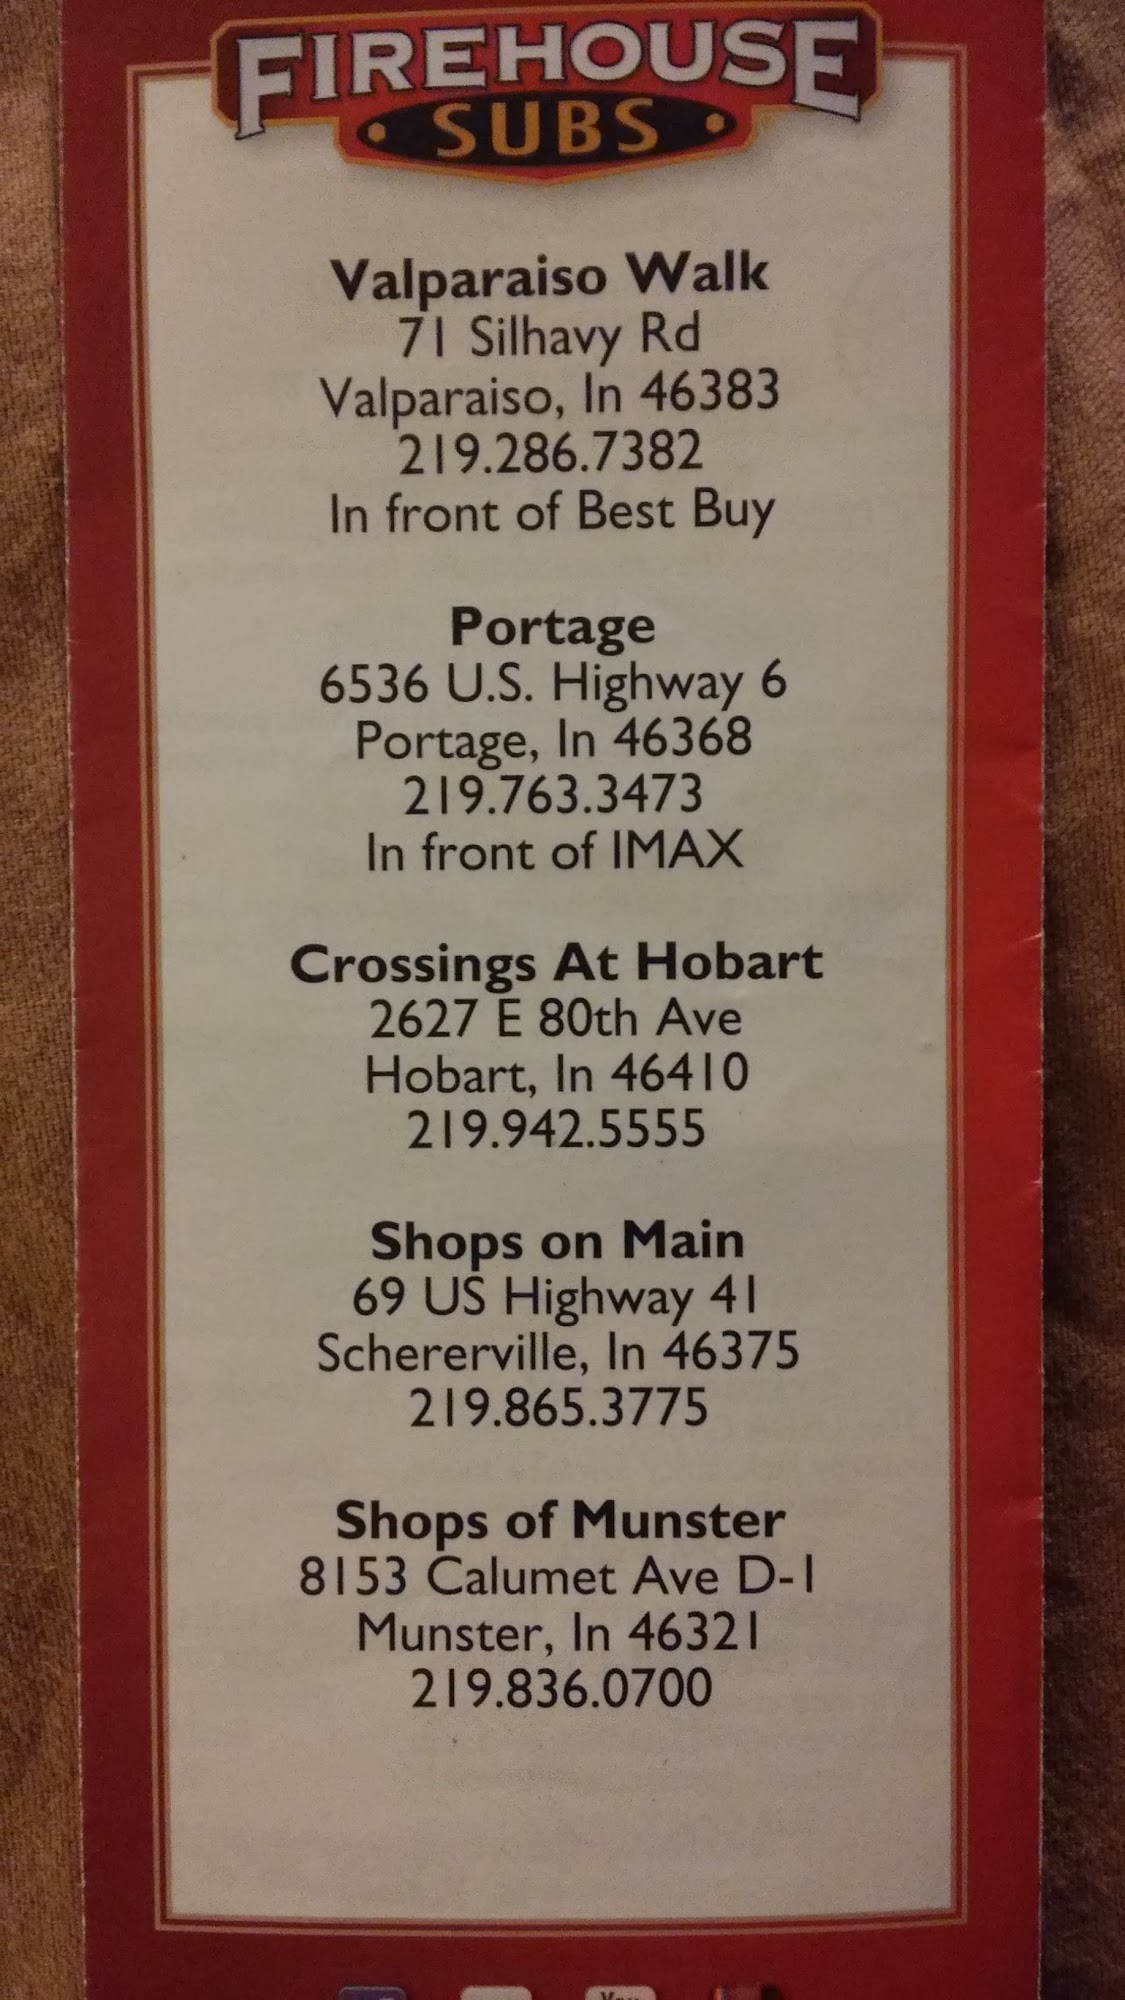 FIREHOUSE
SUBS
Valparaiso Walk
71 Silhavy Rd
Valparaiso, In 46383
219.286.7382
In front of Best Buy
Portage
6536 U.S. Highway 6
Portage, In 46368
219.763.3473
In front of IMAX
Crossings At Hobart
2627 E 80th Ave
Hobart, In 46410
219.942.5555
Shops on Main
69 US Highway 41
Schererville, In 46375
219.865.3775
Shops of Munster
8153 Calumet Ave D-1
Munster, In 46321
219.836.0700